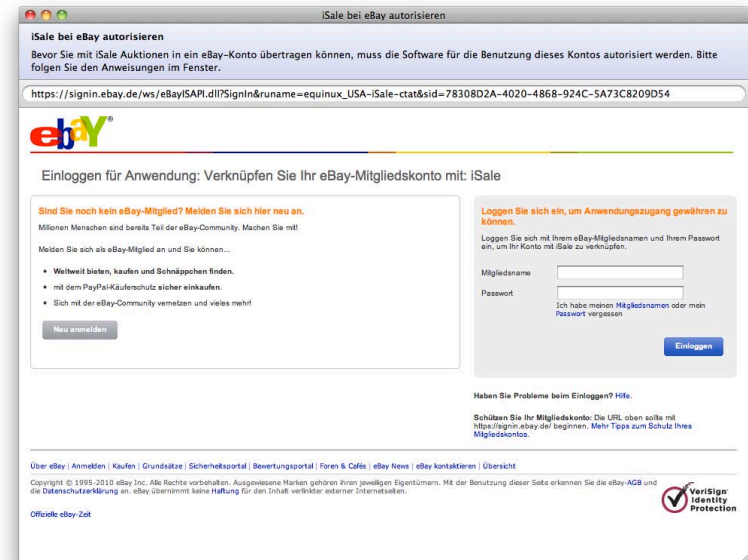 iSale bei eBay autorisieren
iSale bei eBay autorisieren
Bevor Sie mit iSale Auktionen in ein eBay-Konto übertragen können, muss die Software für die Benutzung dieses Kontos autorisiert werden. Bitte
folgen Sie den Anweisungen im Fenster.
https://signin.ebay.de/ws/eBayISAPI.dll?SignIn&runame=equinux_USA-iSale-ctat&sid=78308D2A-4020-4868-924C-5A73C8209D54
ebaY®
Einloggen für Anwendung: Verknüpfen Sie Ihr eBay-Mitgliedskonto mit: iSale
Sind Sie noch kein eBay-Mitglied? Melden Sie sich hier neu an.
Millionen Menschen sind bereits Teil der eBay-Community. Machen Sie mit!
Melden Sie sich als eBay-Mitglied an und Sie können...
• Weltweit bieten, kaufen und Schnäppchen finden.
• mit dem PayPal-Käuferschutz sicher einkaufen.
• Sich mit der eBay-Community vernetzen und vieles mehr!
Neu anmelden
Loggen Sie sich ein, um Anwendungszugang gewähren zu
können.
Loggen Sie sich mit Ihrem eBay-Mitgliedsnamen und Ihrem Passwort
ein, um Ihr Konto mit iSale zu verknüpfen.
Mitgliedsname
Passwort
Ich habe meinen Mitgliedsnamen oder mein
Passwort vergessen
Einloggen
Haben Sie Probleme beim Einloggen? Hilfe.
Schützen Sie Ihr Mitgliedskonto: Die URL oben sollte mit
https://signin.ebay.de/ beginnen. Mehr Tipps zum Schutz Ihres
Mitgliedskontos.
Über eBay | Anmelden | Kaufen | Grundsätze | Sicherheitsportal | Bewertungsportal | Foren & Cafés | eBay News | eBay kontaktieren | Übersicht
Copyright © 1995-2010 eBay Inc. Alle Rechte vorbehalten. Ausgewiesene Marken gehören ihren jeweiligen Eigentümern. Mit der Benutzung dieser Seite erkennen Sie die eBay-AGB und
die Datenschutzerklärung an. eBay übernimmt keine Haftung für den Inhalt verlinkter externer Internetseiten.
VeriSign
Identity
Protection
Offizielle eBay-Zeit